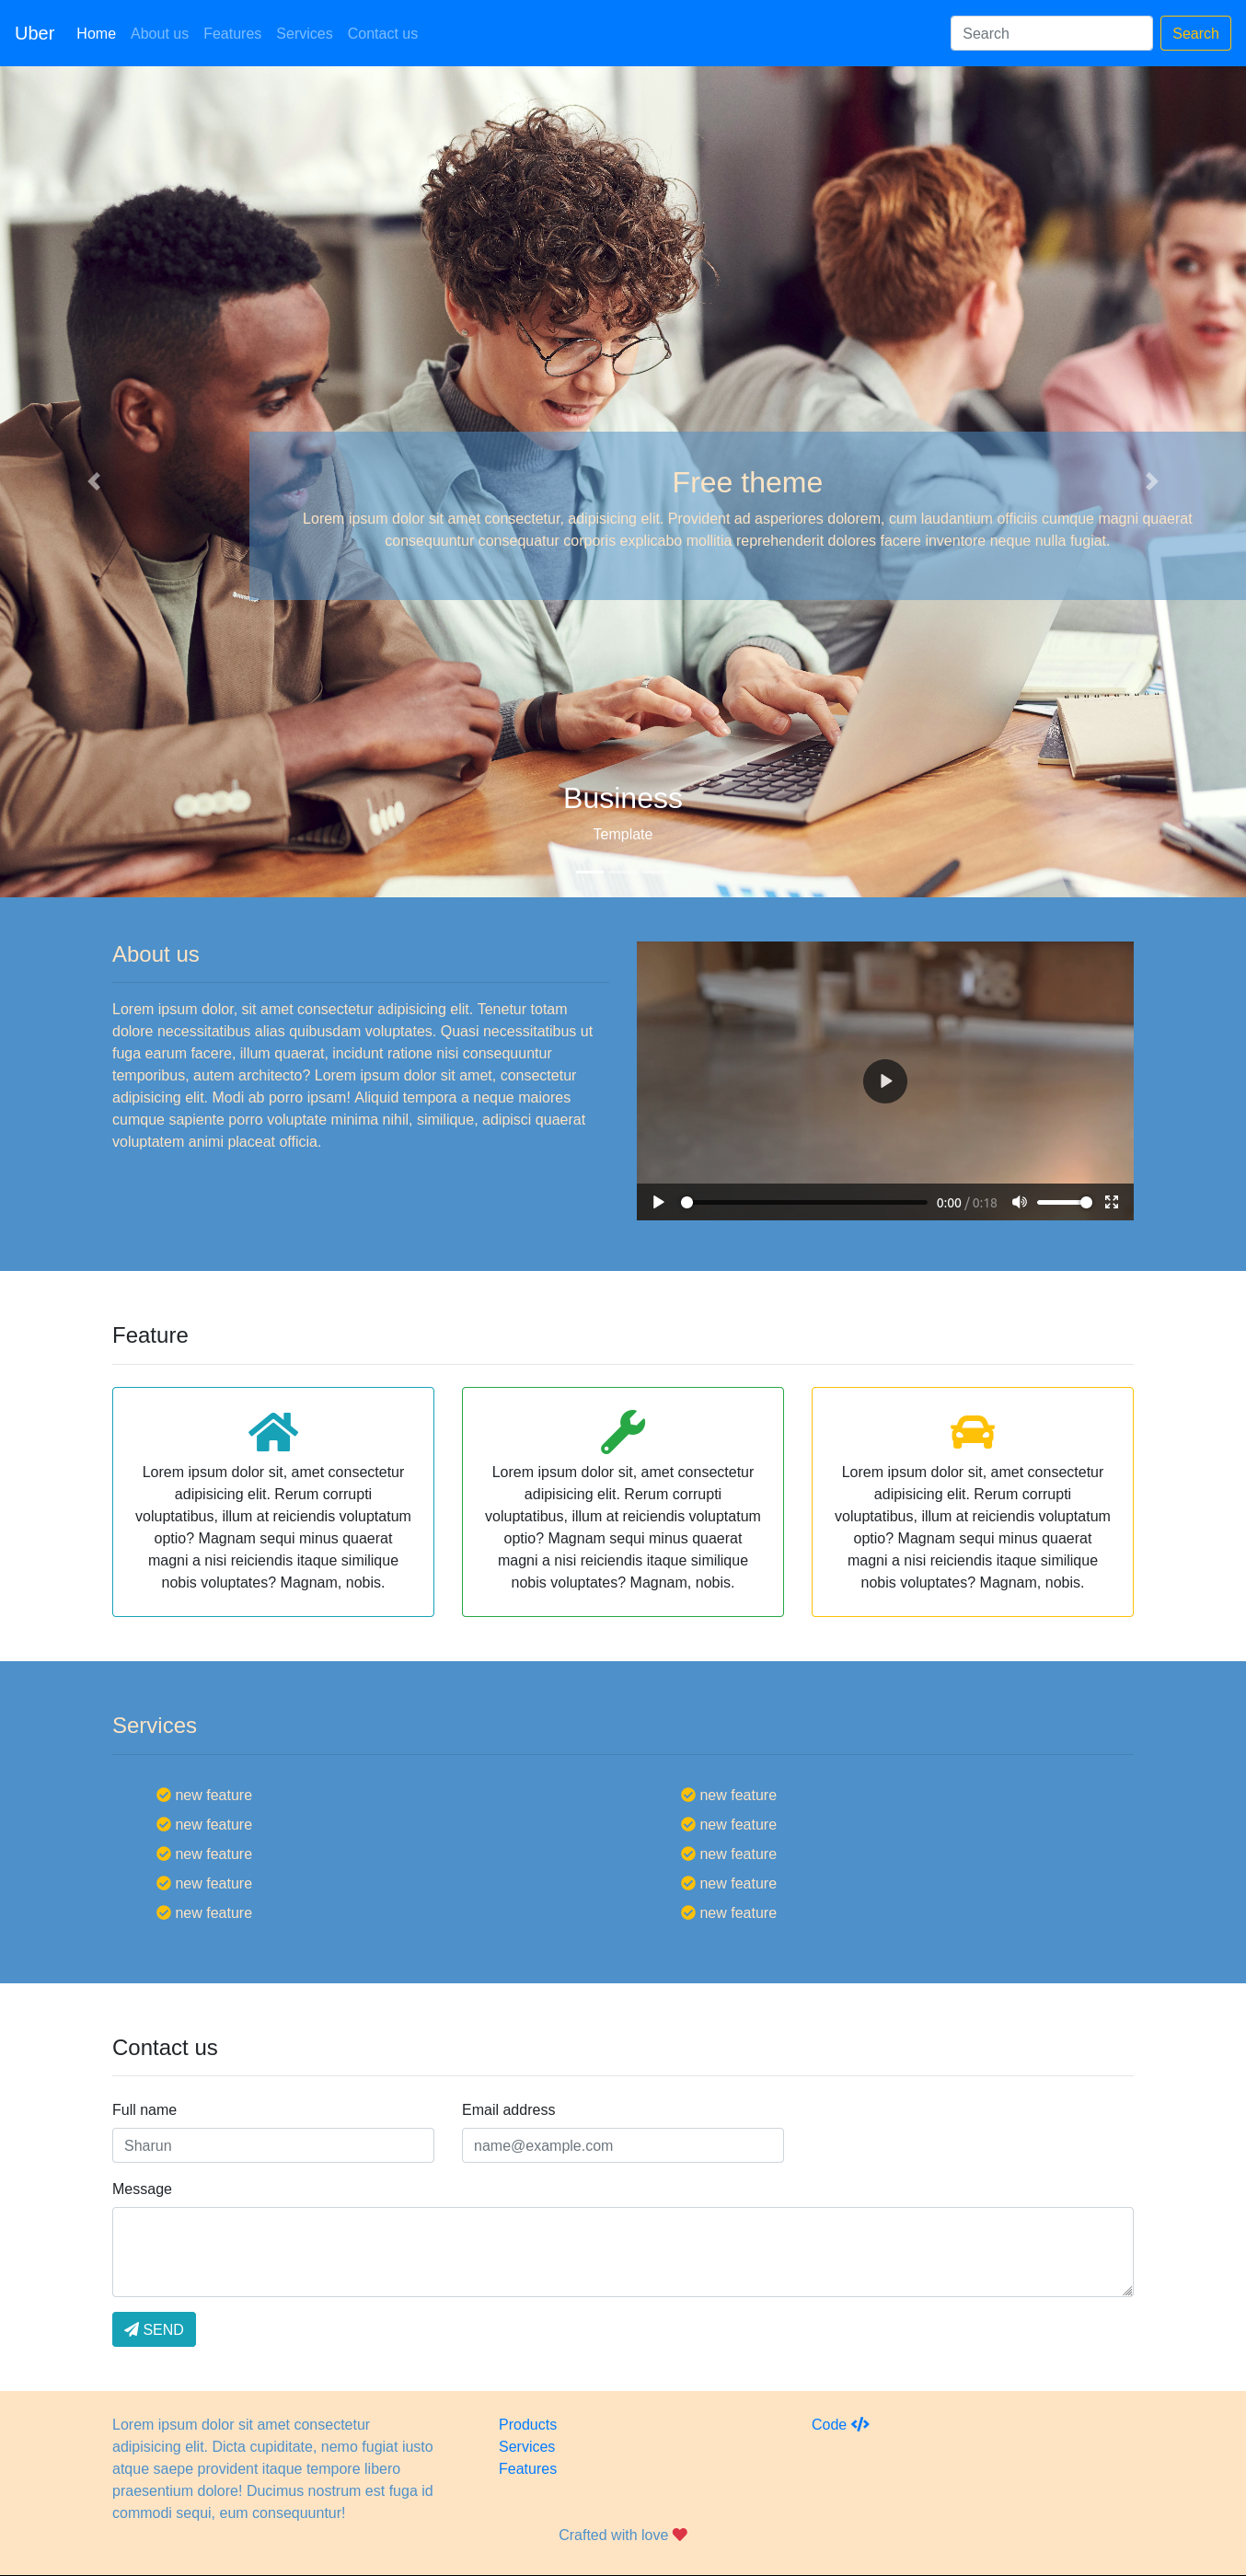 Uber Home About us Features Services Contact us Search Search
Free theme
Lorem ipsum dolor sit amet consectetur, adipisicing elit. Provident ad asperiores dolorem, cum laudantium officiis cumque magni quaerat
consequuntur consequatur corporis explicabo mollitia reprehenderit dolores facere inventore neque nulla fugiat.
Business
Template
About us
Lorem ipsum dolor, sit amet consectetur adipisicing elit. Tenetur totam
dolore necessitatibus alias quibusdam voluptates. Quasi necessitatibus ut
fuga earum facere, illum quaerat, incidunt ratione nisi consequuntur
temporibus, autem architecto? Lorem ipsum dolor sit amet, consectetur
adipisicing elit. Modi ab porro ipsam! Aliquid tempora a neque maiores
cumque sapiente porro voluptate minima nihil, similique, adipisci quaerat
voluptatem animi placeat officia.
0:00 / 0:18
Feature
Lorem ipsum dolor sit, amet consectetur
adipisicing elit. Rerum corrupti
voluptatibus, illum at reiciendis voluptatum
optio? Magnam sequi minus quaerat
magni a nisi reiciendis itaque similique
nobis voluptates? Magnam, nobis.
Lorem ipsum dolor sit, amet consectetur
adipisicing elit. Rerum corrupti
voluptatibus, illum at reiciendis voluptatum
optio? Magnam sequi minus quaerat
magni a nisi reiciendis itaque similique
nobis voluptates? Magnam, nobis.
Lorem ipsum dolor sit, amet consectetur
adipisicing elit. Rerum corrupti
voluptatibus, illum at reiciendis voluptatum
optio? Magnam sequi minus quaerat
magni a nisi reiciendis itaque similique
nobis voluptates? Magnam, nobis.
Services
new feature
new feature
new feature
new feature
new feature
new feature
new feature
new feature
new feature
new feature
Contact us
Full name
Sharun
Email address
name@example.com
Message
SEND
Lorem ipsum dolor sit amet consectetur
adipisicing elit. Dicta cupiditate, nemo fugiat iusto
atque saepe provident itaque tempore libero
praesentium dolore! Ducimus nostrum est fuga id
commodi sequi, eum consequuntur!
Products
Services
Features
Code
Crafted with love